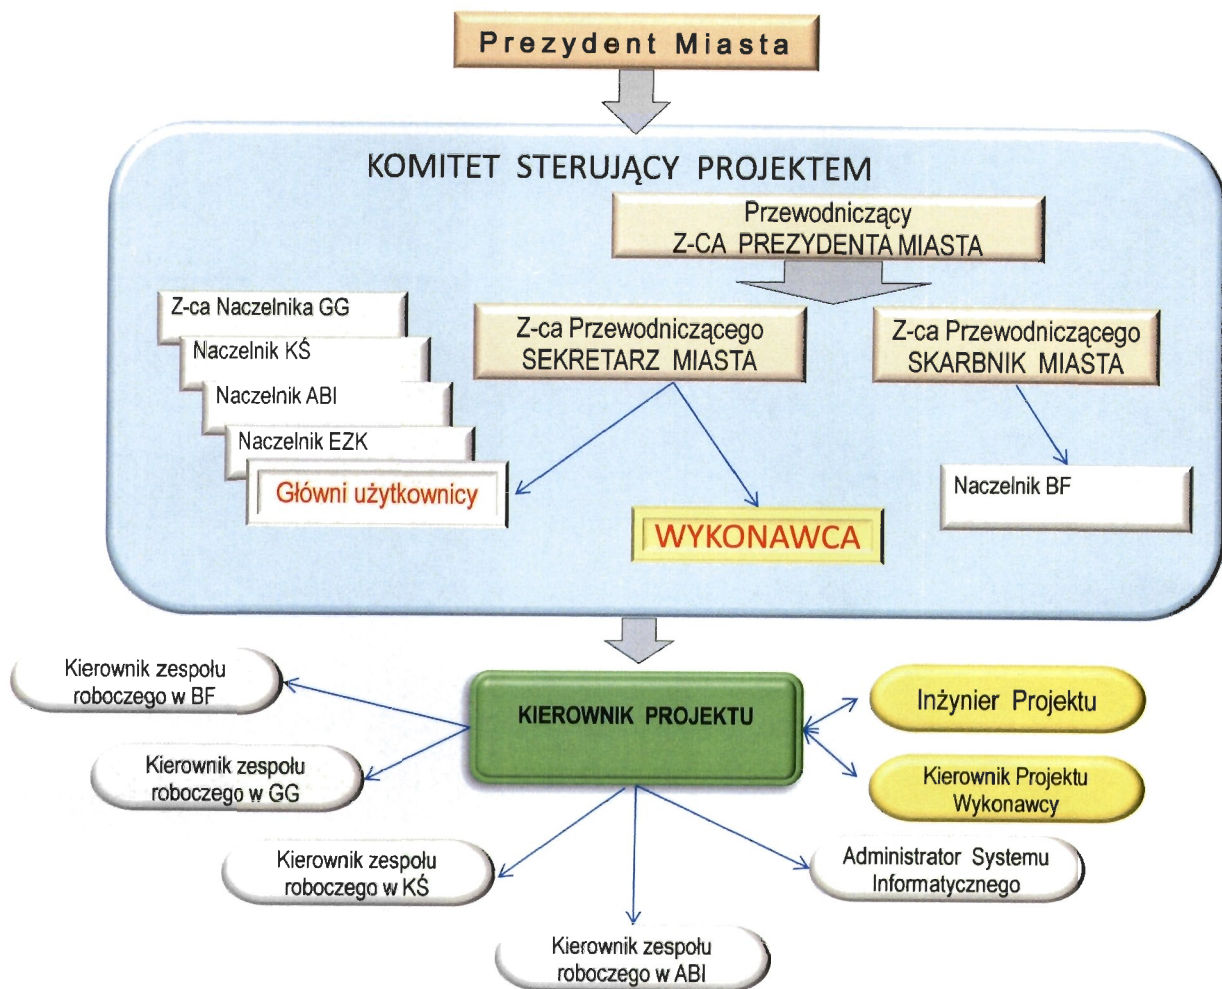 Prezydent Miasta
KOMITET STERUJĄCY PROJEKTEM
Przewodniczący
Z-CA PREZYDENTA MIASTA
Z-ca Naczelnika GG
Naczelnik KŚ
Naczelnik ABI
Naczelnik EZK
Główni użytkownicy
Z-ca Przewodniczącego
SEKRETARZ MIASTA
Z-ca Przewodniczącego
SKARBNIK MIASTA
Naczelnik BF
WYKONAWCA
Kierownik zespołu
roboczego w BF
KIEROWNIK PROJEKTU
Inżynier Projektu
Kierownik zespołu
roboczego w GG
Kierownik Projektu
Wykonawcy
Kierownik zespołu
roboczego w KŚ
Administrator Systemu
Informatycznego
Kierownik zespołu
roboczego w ABI